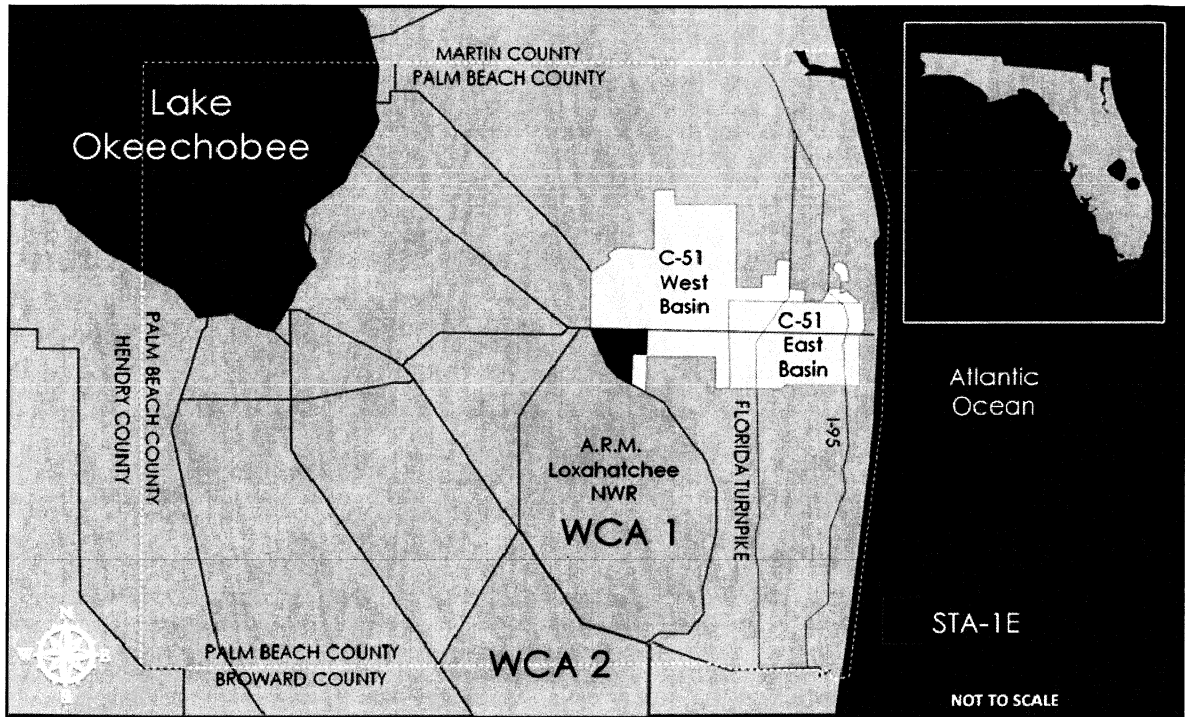 MARTIN COUNTY
PALM BEACH COUNTY
Lake
Okeechobee
C-51
West
Basin
C-51
East
Basin
PALM BEACH COUNTY
HENDRY COUNTY
Atlantic
Ocean
FLORIDA TURNPIKE
I-95
A.R.M.
Loxahatchee
NWR
WCA 1
STA-1E
N
W
E
S
PALM BEACH COUNTY
BROWARD COUNTY
WCA 2
NOT TO SCALE